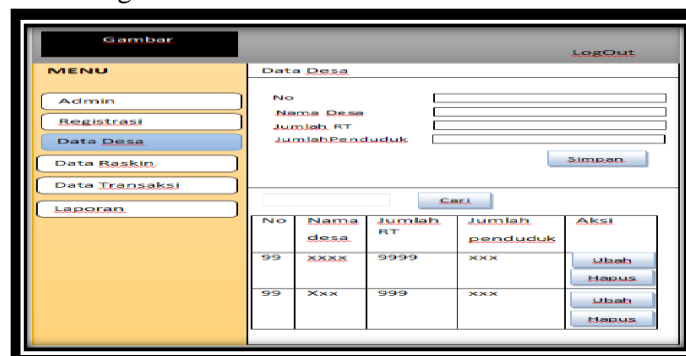 Gambar
LogOut
MENU
Admin
Registrasi
Data Desa
Data Raskin
Data Transaksi
Laporan
Data Desa
No
Nama Desa
Jumlah RT
JumlahPenduduk
Simpan
Cari
No Nama desa Jumlah RT Jumlah penduduk Aksi
99 xxxx 9999 xxx Ubah
Hapus
99 Xxx 999 xxx Ubah
Hapus